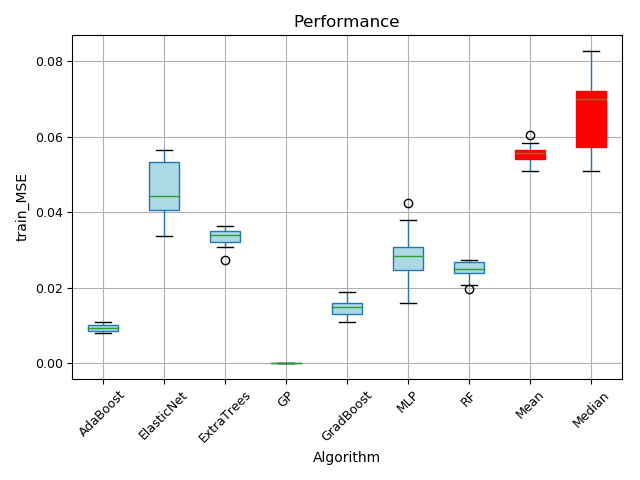 Performance
train_MSE
0.08
0.06
0.04
0.02
0.00
AdaBoost
ElasticNet
ExtraTrees
GP
GradBoost
MLP
RF
Mean
Median
Algorithm